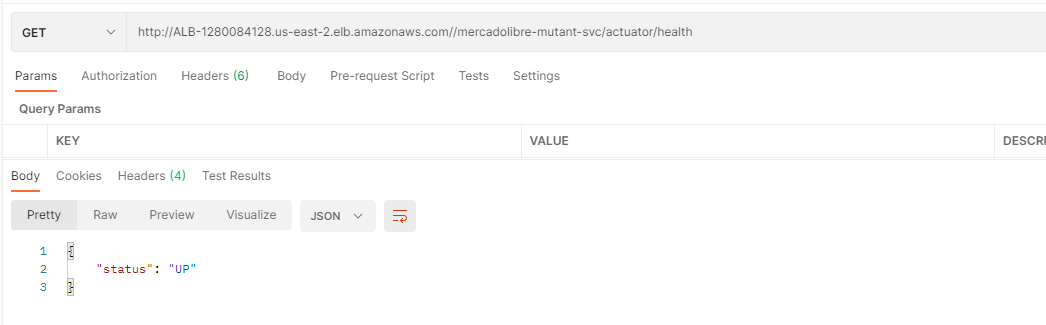 GET http://ALB-1280084128.us-east-2.elb.amazonaws.com//mercadolibre-mutant-svc/actuator/health
Params Authorization Headers (6) Body Pre-request Script Tests Settings
Query Params
KEY VALUE DESCRI
Body Cookies Headers (4) Test Results
Pretty Raw Preview Visualize JSON
1 {
2 "status": "UP"
3 }